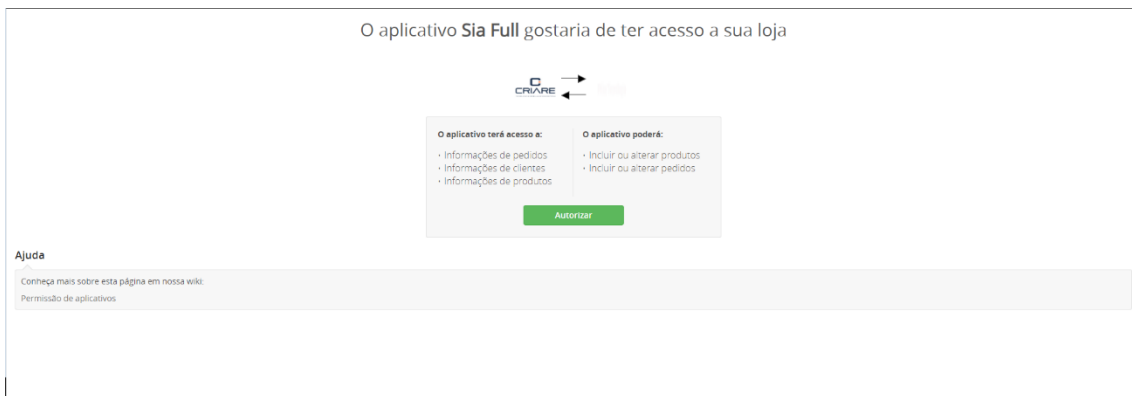 O aplicativo Sia Full gostaria de ter acesso a sua loja
C
CRIARE
O aplicativo terá acesso a:
• Informações de pedidos
• Informações de clientes
• Informações de produtos
O aplicativo poderá:
• Incluir ou alterar produtos
• Incluir ou alterar pedidos
Autorizar
Ajuda
Conheça mais sobre esta página em nossa wiki:
Permissão de aplicativos